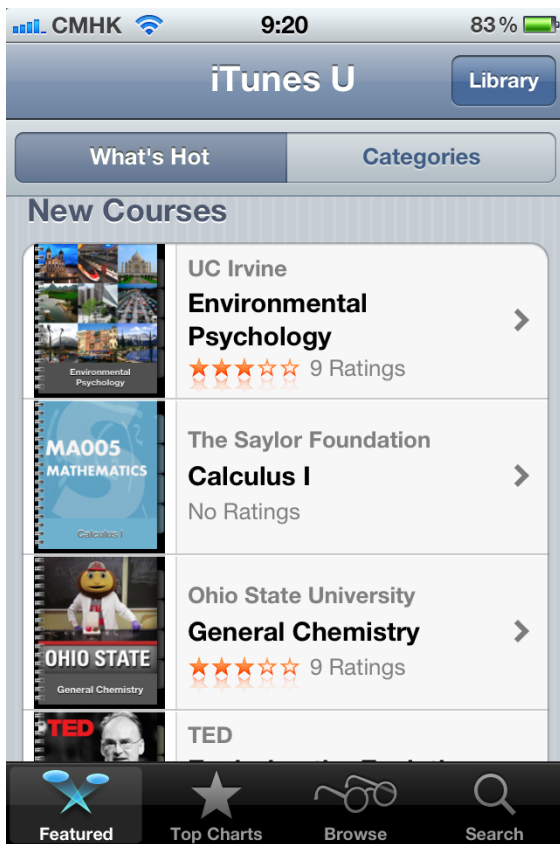 CMHK 9:20 83%
iTunes U
Library
What's Hot
Categories
New Courses
Environmental
Psychology
UC Irvine
Environmental
Psychology
9 Ratings
MA005
MATHEMATICS
Calculus I
The Saylor Foundation
Calculus I
No Ratings
OHIO STATE
General Chemistry
Ohio State University
General Chemistry
9 Ratings
TED
TED
Featured
Top Charts
Browse
Search